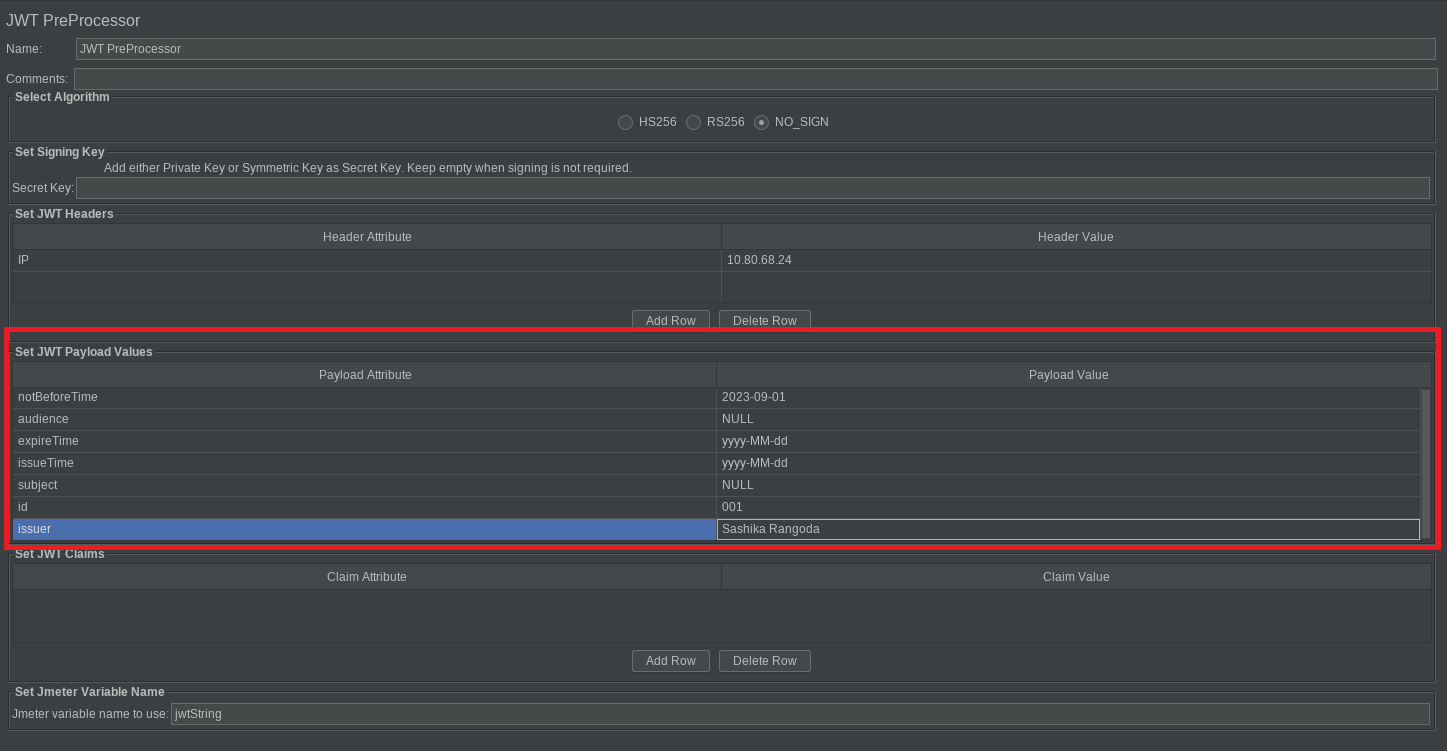 JWT PreProcessor
Name: JWT PreProcessor
Comments:
Select Algorithm
HS256 RS256 NO_SIGN
Set Signing Key
Add either Private Key or Symmetric Key as Secret Key. Keep empty when signing is not required.
Secret Key:
Set JWT Headers
Header Attribute Header Value
IP 10.80.68.24
Add Row Delete Row
Set JWT Payload Values
Payload Attribute Payload Value
notBeforeTime 2023-09-01
audience NULL
expireTime yyyy-MM-dd
issueTime yyyy-MM-dd
subject NULL
id 001
issuer Sashika Rangoda
Set JWT Claims
Claim Attribute Claim Value
Add Row Delete Row
Set Jmeter Variable Name
Jmeter variable name to use: jwtString